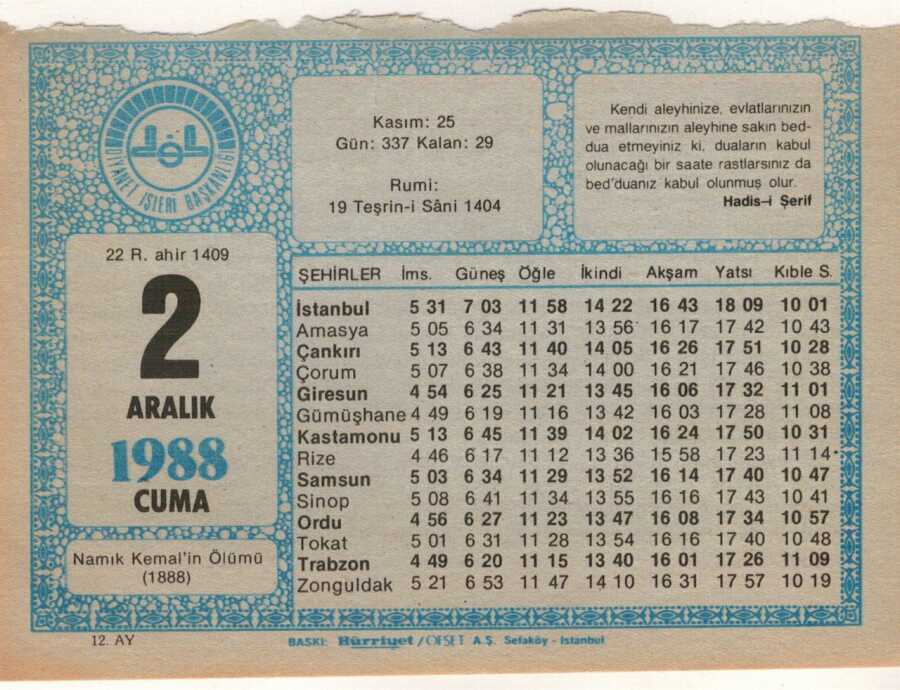 DİYANET İŞLERİ BAŞKANLIĞI
Kasım: 25
Gün: 337 Kalan: 29
Rumi:
19 Teşrin-i Sâni 1404
Kendi aleyhinize, evlatlarınızın
ve mallarınızın aleyhine sakın bed-
dua etmeyiniz ki, duaların kabul
olunacağı bir saate rastlarsınız da
bed'duanız kabul olunmuş olur.
Hadis-i Şerif
22 R. ahir 1409
2
ARALIK
1988
CUMA
Namık Kemal'in Ölümü
(1888)
ŞEHİRLER İms. Güneş Öğle İkindi Akşam Yatsı Kıble S.
İstanbul 5 31 7 03 11 58 14 22 16 43 18 09 10 01
Amasya 5 05 6 34 11 31 13 56 16 17 17 42 10 43
Çankırı 5 13 6 43 11 40 14 05 16 26 17 51 10 28
Çorum 5 07 6 38 11 34 14 00 16 21 17 46 10 38
Giresun 4 54 6 25 11 21 13 45 16 06 17 32 11 01
Gümüşhane 4 49 6 19 11 16 13 42 16 03 17 28 11 08
Kastamonu 5 13 6 45 11 39 14 02 16 24 17 50 10 31
Rize 4 46 6 17 11 12 13 36 15 58 17 23 11 14
Samsun 5 03 6 34 11 29 13 52 16 14 17 40 10 47
Sinop 5 08 6 41 11 34 13 55 16 16 17 43 10 41
Ordu 4 56 6 27 11 23 13 47 16 08 17 34 10 57
Tokat 5 01 6 31 11 28 13 54 16 16 17 40 10 48
Trabzon 4 49 6 20 11 15 13 40 16 01 17 26 11 09
Zonguldak 5 21 6 53 11 47 14 10 16 31 17 57 10 19
12. AY
BASKI: Hürriyet / OFSET A.Ş. Sefaköy - Istanbul